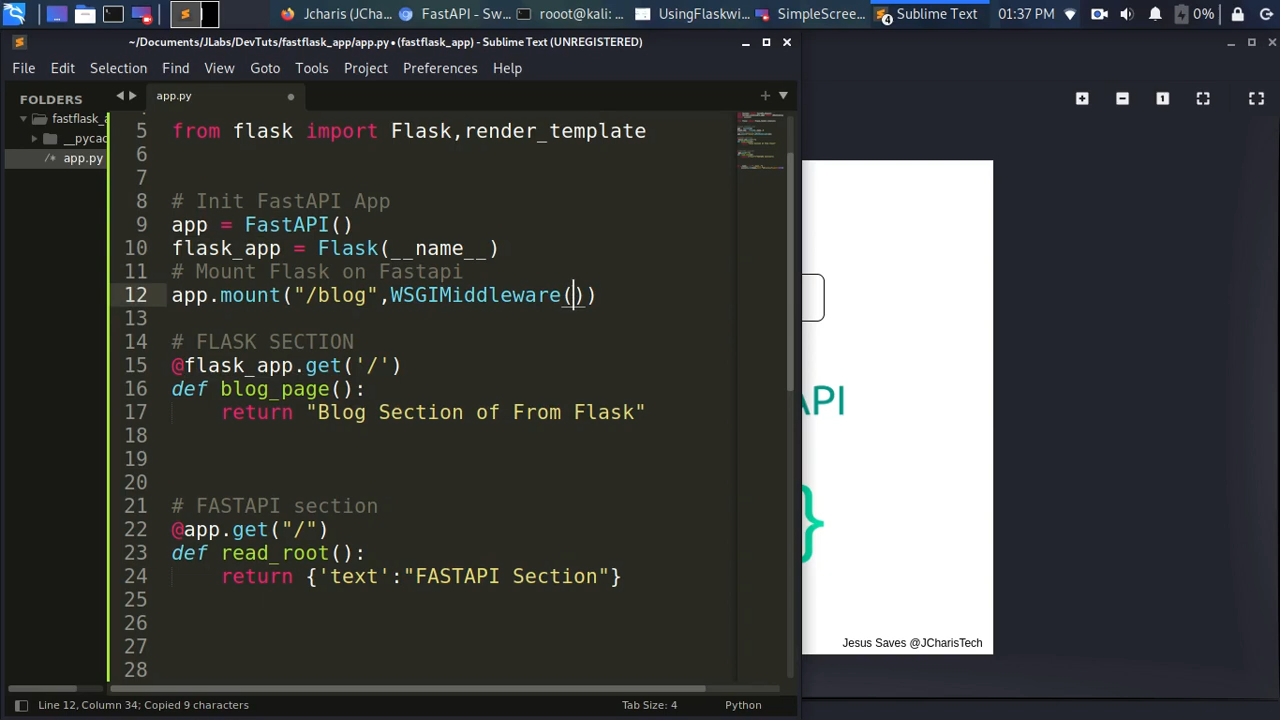 Jcharis (JCha...
FastAPI - Sw...
rooot@kali: ...
UsingFlaskwi...
SimpleScree...
Sublime Text
01:37 PM
0%
~/Documents/JLabs/DevTuts/fastflask_app/app.py • (fastflask_app) - Sublime Text (UNREGISTERED)
File Edit Selection Find View Goto Tools Project Preferences Help
FOLDERS
fastflask_a
__pycac
app.py
app.py
5 from flask import Flask,render_template
6
7
8 # Init FastAPI App
9 app = FastAPI()
10 flask_app = Flask(__name__)
11 # Mount Flask on Fastapi
12 app.mount("/blog",WSGIMiddleware())
13
14 # FLASK SECTION
15 @flask_app.get('/')
16 def blog_page():
17 return "Blog Section of From Flask"
18
19
20
21 # FASTAPI section
22 @app.get("/")
23 def read_root():
24 return {'text':"FASTAPI Section"}
25
26
27
28
API
}
Jesus Saves @JCharisTech
Line 12, Column 34; Copied 9 characters
Tab Size: 4
Python